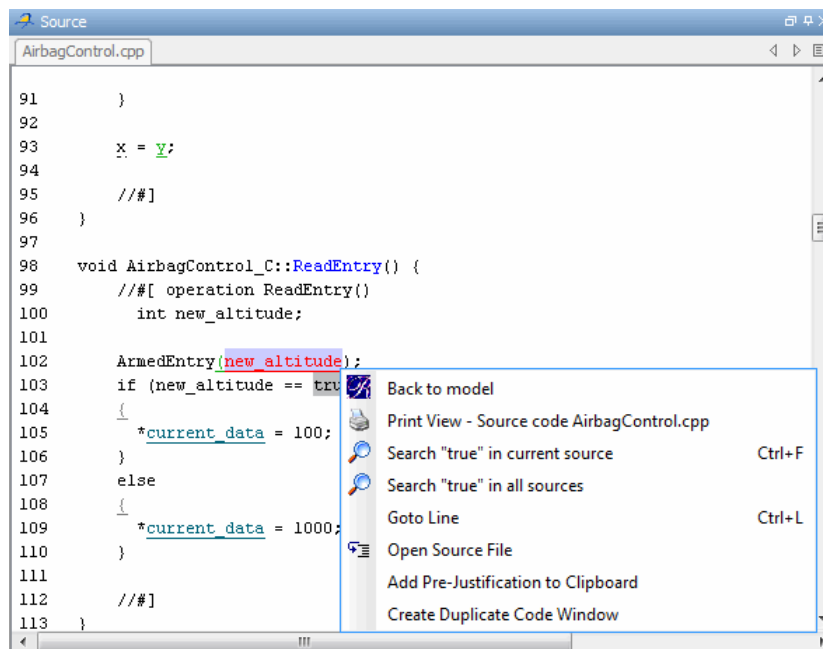 Source
AirbagControl.cpp
91 }
92
93 x = y;
94
95 //#]
96 }
97
98 void AirbagControl_C::ReadEntry() {
99 //#[ operation ReadEntry()
100 int new_altitude;
101
102 ArmedEntry(new_altitude);
103 if (new_altitude == tru
104 {
105 *current_data = 100;
106 }
107 else
108 {
109 *current_data = 1000;
110 }
111
112 //#]
113 }
Back to model
Print View - Source code AirbagControl.cpp
Search "true" in current source Ctrl+F
Search "true" in all sources
Goto Line Ctrl+L
Open Source File
Add Pre-Justification to Clipboard
Create Duplicate Code Window